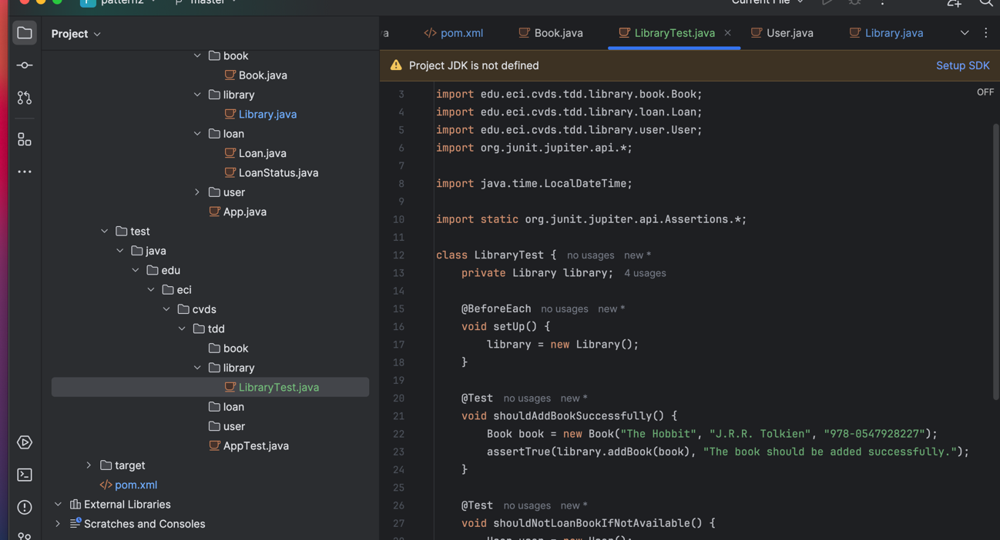 pattern2
master
Current File
Project
book
Book.java
library
Library.java
loan
Loan.java
LoanStatus.java
user
App.java
test
java
edu
eci
cvds
tdd
book
library
LibraryTest.java
loan
user
AppTest.java
target
</> pom.xml
External Libraries
Scratches and Consoles
va
</> pom.xml
Book.java
LibraryTest.java
User.java
Library.java
Project JDK is not defined
Setup SDK
OFF
3 import edu.eci.cvds.tdd.library.book.Book;
4 import edu.eci.cvds.tdd.library.loan.Loan;
5 import edu.eci.cvds.tdd.library.user.User;
6 import org.junit.jupiter.api.*;
7
8 import java.time.LocalDateTime;
9
10 import static org.junit.jupiter.api.Assertions.*;
11
12 class LibraryTest { no usages new *
13 private Library library; 4 usages
14
15 @BeforeEach no usages new *
16 void setUp() {
17 library = new Library();
18 }
19
20 @Test no usages new *
21 void shouldAddBookSuccessfully() {
22 Book book = new Book("The Hobbit", "J.R.R. Tolkien", "978-0547928227");
23 assertTrue(library.addBook(book), "The book should be added successfully.");
24 }
25
26 @Test no usages new *
27 void shouldNotLoanBookIfNotAvailable() {
28 User user = new User();